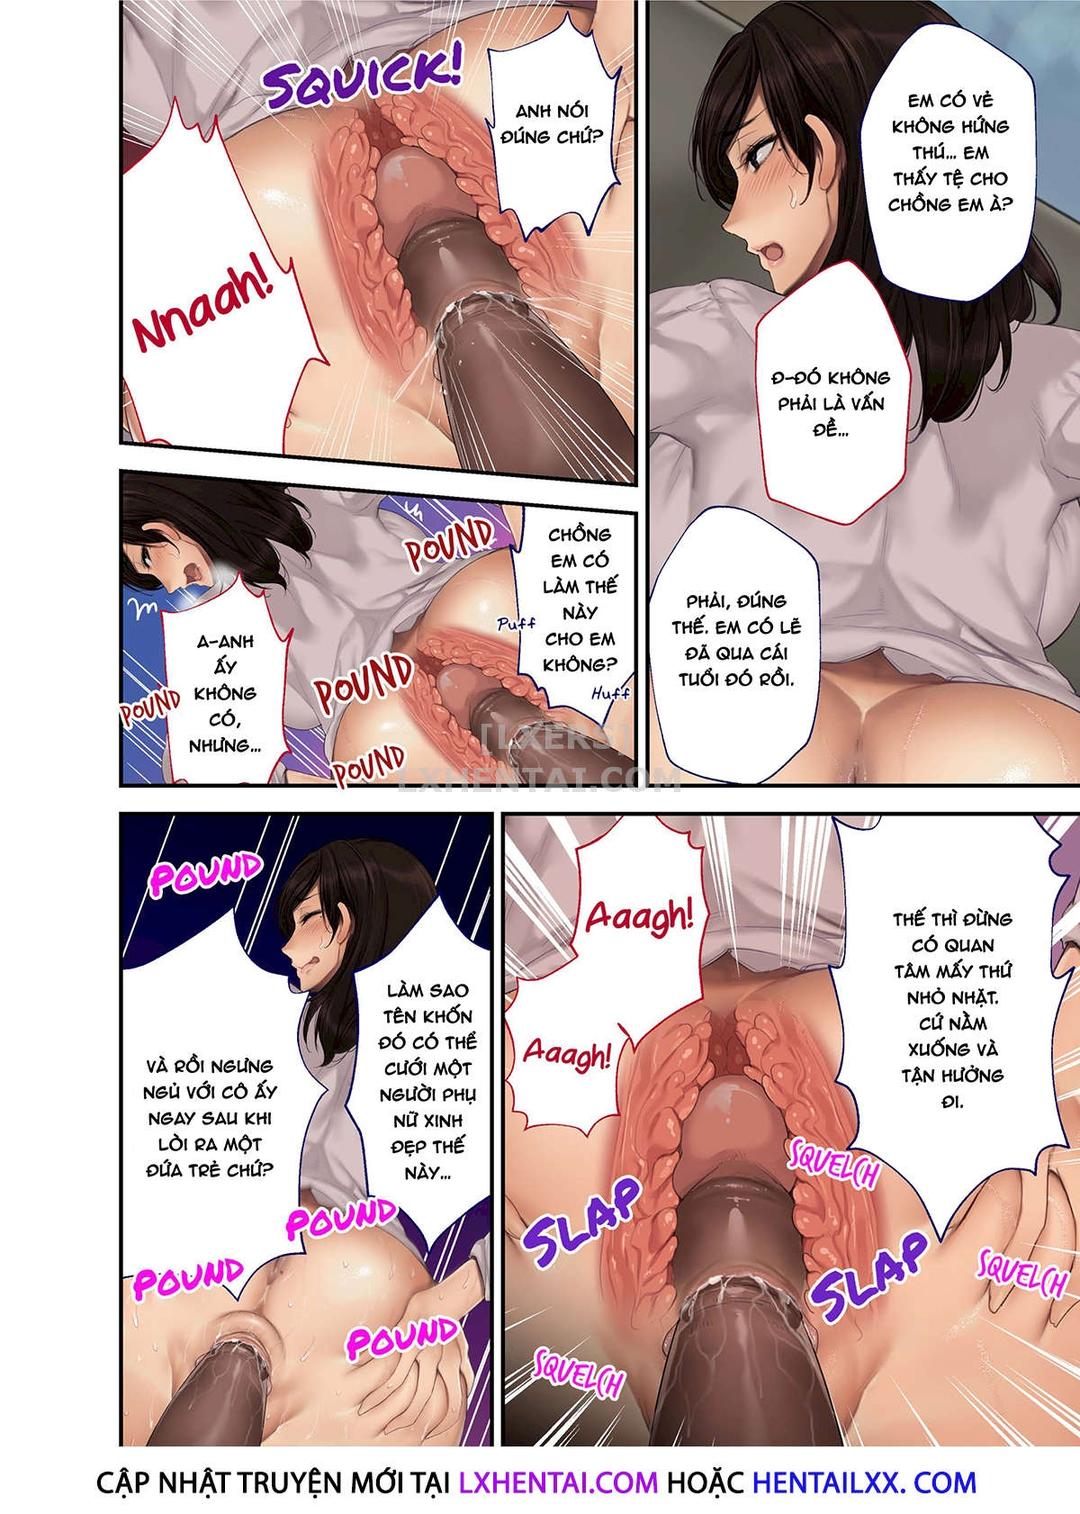 EM CÓ VẺ
KHÔNG HỨNG
THÚ... EM
THẤY TỆ CHO
CHỒNG EM À?
Đ-ĐÓ KHÔNG
PHẢI LÀ VẤN
ĐỀ...
PHẢI, ĐÚNG
THẾ. EM CÓ LẼ
ĐÃ QUA CÁI
TUỔI ĐÓ RỒI.
SQUICK!
ANH NÓI
ĐÚNG CHỨ?
Nnaah!
POUND
CHỒNG
EM CÓ
LÀM THẾ
NÀY
CHO EM
KHÔNG?
Puff
Huff
A-ANH
ẤY
KHÔNG
CÓ,
NHƯNG...
POUND
POUND
POUND
[LXERS]
LXHENTAI.COM
THẾ THÌ ĐỪNG
CÓ QUAN
TÂM MẤY THỨ
NHỎ NHẶT.
CỨ NẰM
XUỐNG VÀ
TẬN HƯỞNG
ĐI.
Aaagh!
Aaagh!
SQUELCH
SLAP
SLAP
SQUELCH
SQUELCH
POUND
LÀM SAO
TÊN KHỐN
ĐÓ CÓ THỂ
CƯỚI MỘT
NGƯỜI PHỤ
NỮ XINH
ĐẸP THẾ
NÀY...
VÀ RỒI NGƯNG
NGỦ VỚI CÔ ẤY
NGAY SAU KHI
LÒI RA MỘT
ĐỨA TRẺ CHỨ?
POUND
POUND
POUND
CẬP NHẬT TRUYỆN MỚI TẠI LXHENTAI.COM HOẶC HENTAILXX. COM